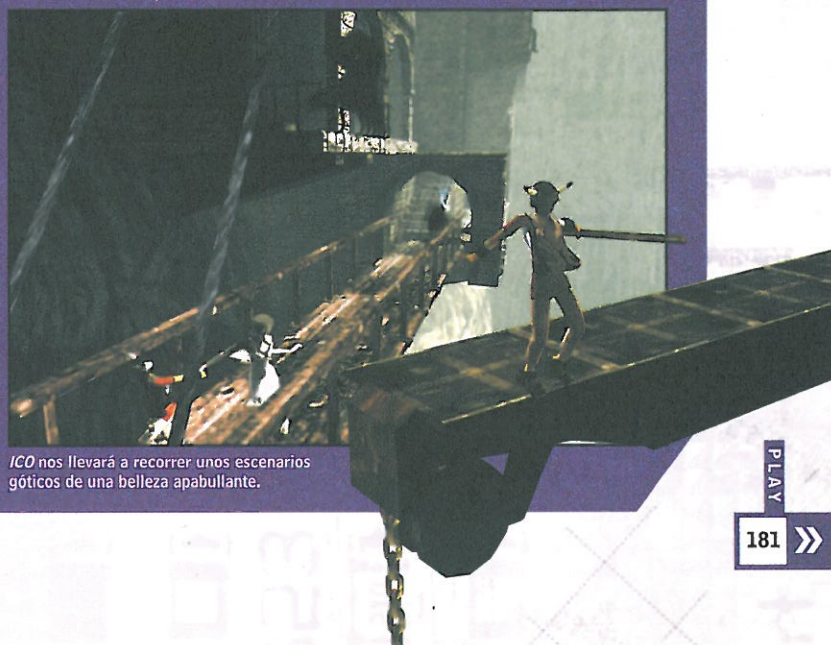 ICO nos llevará a recorrer unos escenarios
góticos de una belleza apabullante.
PLAY
181